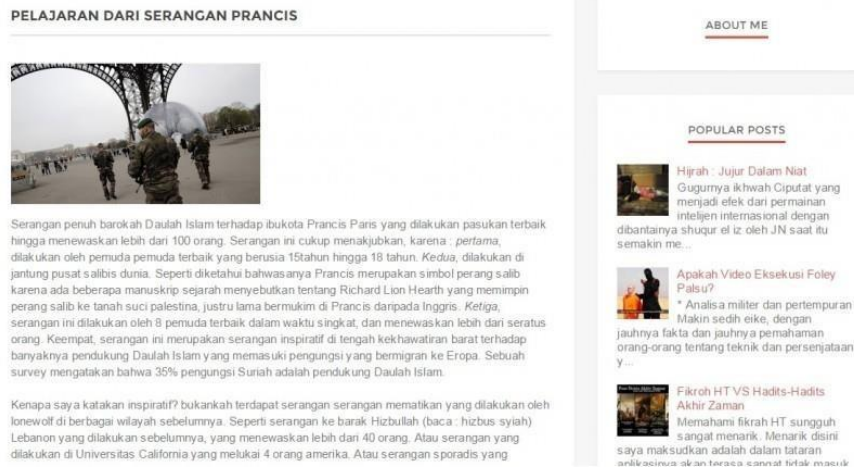 PELAJARAN DARI SERANGAN PRANCIS
Serangan penuh barokah Daulah Islam terhadap ibukota Prancis Paris yang dilakukan pasukan terbaik
hingga menewaskan lebih dari 100 orang. Serangan ini cukup menakjubkan, karena : pertama,
dilakukan oleh pemuda pemuda terbaik yang berusia 15tahun hingga 18 tahun. Kedua, dilakukan di
jantung pusat salibis dunia. Seperti diketahui bahwasanya Prancis merupakan simbol perang salib
karena ada beberapa manuskrip sejarah menyebutkan tentang Richard Lion Hearth yang memimpin
perang salib ke tanah suci palestina, justru lama bermukim di Prancis daripada Inggris. Ketiga,
serangan ini dilakukan oleh 8 pemuda terbaik dalam waktu singkat, dan menewaskan lebih dari seratus
orang. Keempat, serangan ini merupakan serangan inspiratif di tengah kekhawatiran barat terhadap
banyaknya pendukung Daulah Islam yang memasuki pengungsi yang bermigran ke Eropa. Sebuah
survey mengatakan bahwa 35% pengungsi Suriah adalah pendukung Daulah Islam.
Kenapa saya katakan inspiratif? bukankah terdapat serangan serangan mematikan yang dilakukan oleh
lonewolf di berbagai wilayah sebelumnya. Seperti serangan ke barak Hizbullah (baca : hizbus syiah)
Lebanon yang dilakukan sebelumnya, yang menewaskan lebih dari 40 orang. Atau serangan yang
dilakukan di Universitas California yang melukai 4 orang amerika. Atau serangan sporadis yang
ABOUT ME
POPULAR POSTS
Hijrah : Jujur Dalam Niat
Gugurnya ikhwah Ciputat yang
menjadi efek dari permainan
intelijen internasional dengan
dibantainya shuqur el iz oleh JN saat itu
semakin me...
Apakah Video Eksekusi Foley
Palsu?
* Analisa militer dan pertempuran
Makin sedih eike, dengan
jauhnya fakta dan jauhnya pemahaman
orang-orang tentang teknik dan persenjataan
y...
Fikroh HT VS Hadits-Hadits
Akhir Zaman
Memahami fikrah HT sungguh
sangat menarik. Menarik disini
saya maksudkan adalah dalam tataran
aplikasinya akan terasa sangat tidak masuk